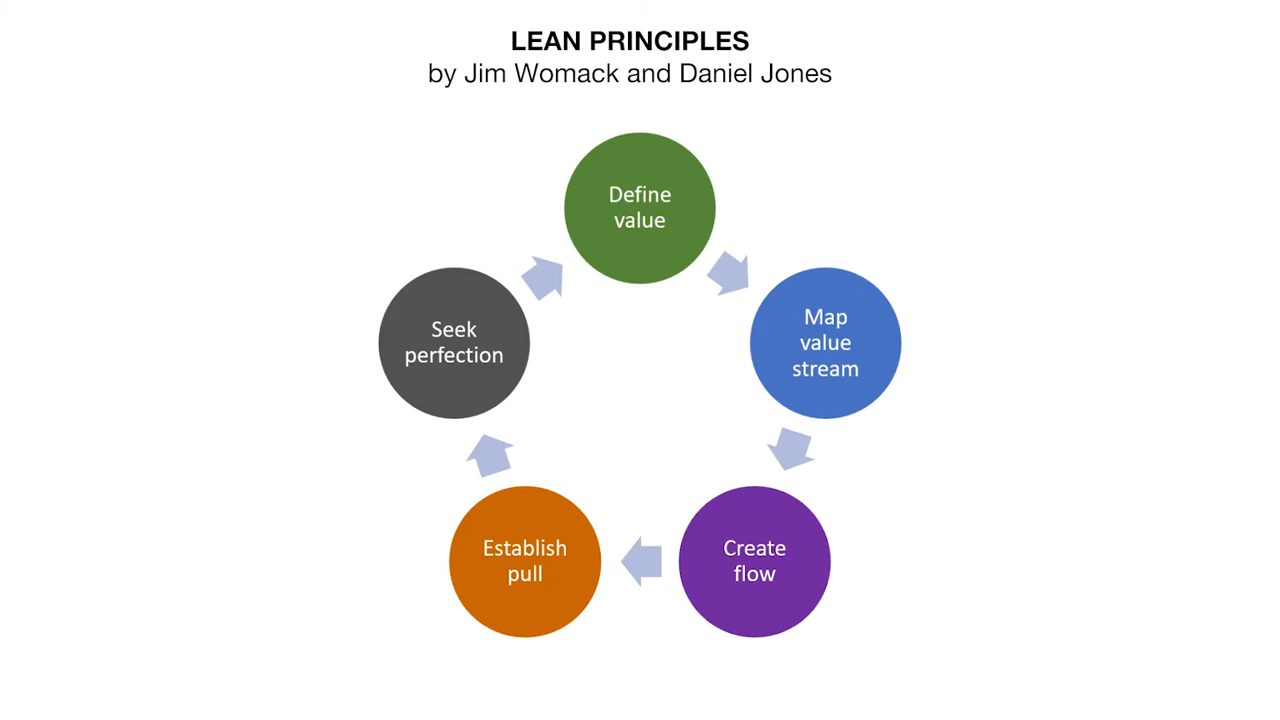 LEAN PRINCIPLES
by Jim Womack and Daniel Jones
Define
value
Map
value
stream
Create
flow
Establish
pull
Seek
perfection